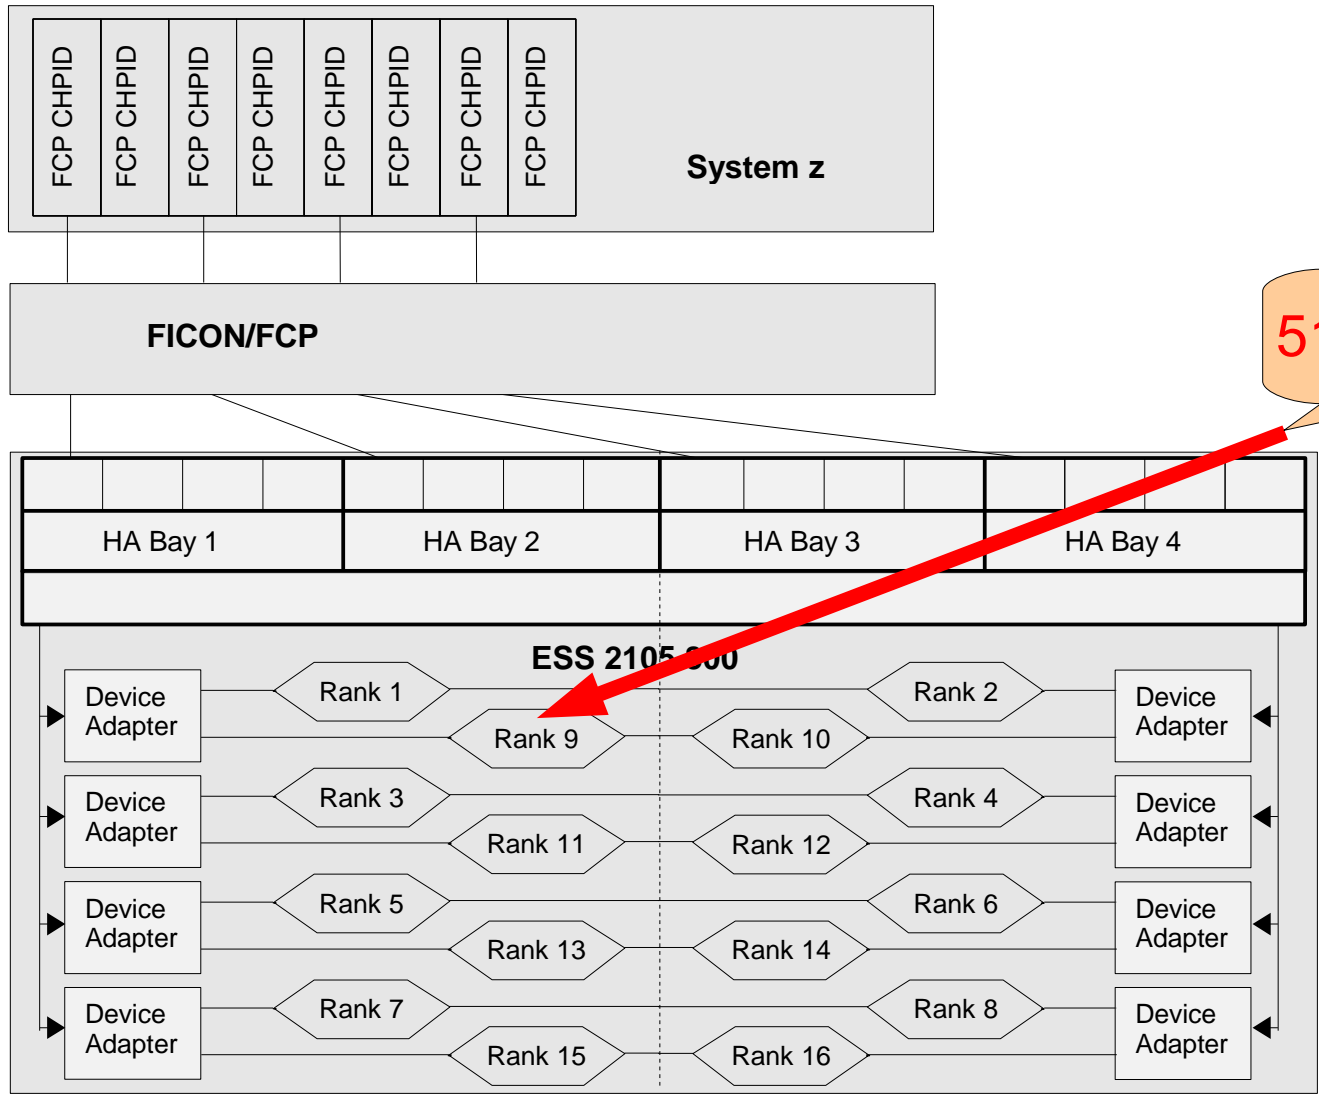 FCP CHPID
FCP CHPID
FCP CHPID
FCP CHPID
FCP CHPID
FCP CHPID
FCP CHPID
FCP CHPID
System z
FICON/FCP
HA Bay 1
HA Bay 2
HA Bay 3
HA Bay 4
ESS 2105-800
Device
Adapter
Rank 1
Rank 2
Device
Adapter
Rank 9
Rank 10
Device
Adapter
Rank 3
Rank 4
Device
Adapter
Rank 11
Rank 12
Device
Adapter
Rank 5
Rank 6
Device
Adapter
Rank 13
Rank 14
Device
Adapter
Rank 7
Rank 8
Device
Adapter
Rank 15
Rank 16